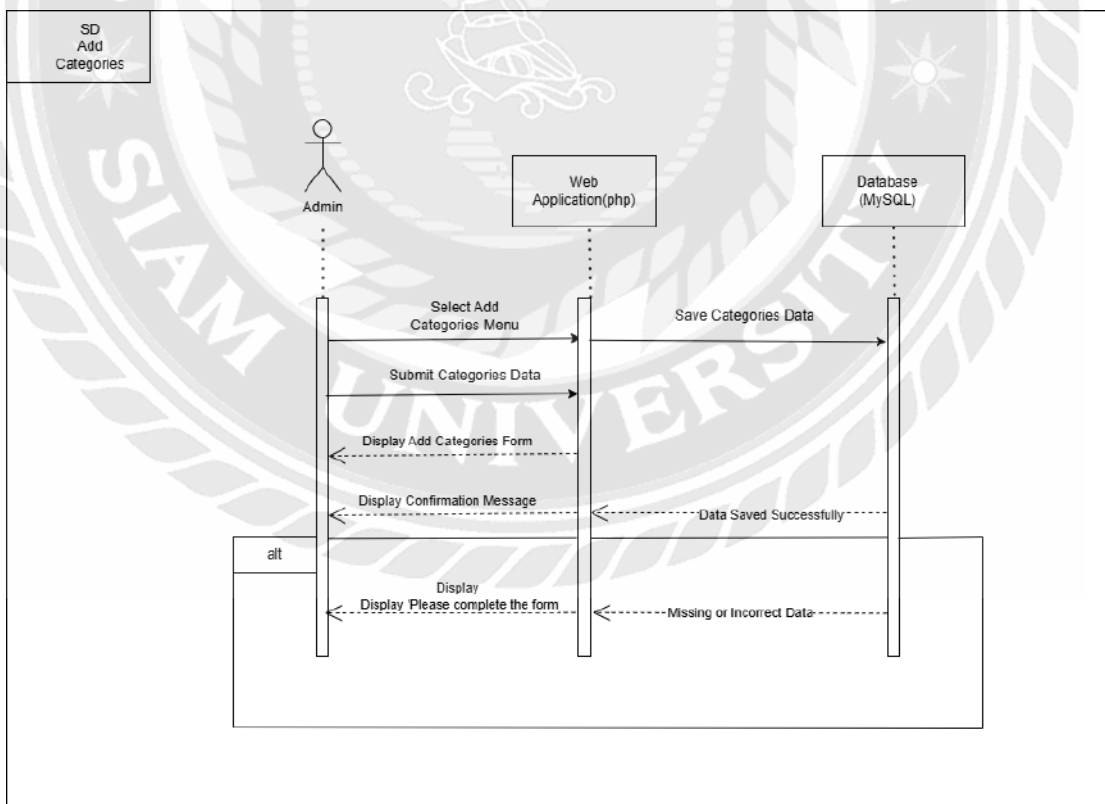 SD
Add
Categories
Admin
Web
Application(php)
Database
(MySQL)
Select Add
Categories Menu
Save Categories Data
Submit Categories Data
Display Add Categories Form
Display Confirmation Message
Data Saved Successfully
alt
Display
Display 'Please complete the form
Missing or Incorrect Data
SIAM UNIVERSITY